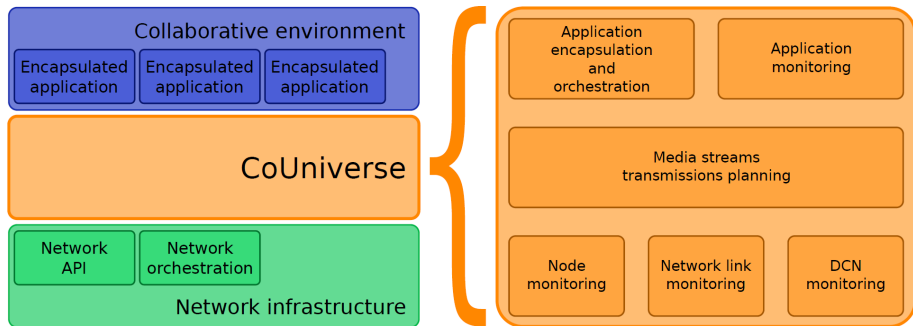 Collaborative environment
Encapsulated
application
Encapsulated
application
Encapsulated
application
CoUniverse
Network
API
Network
orchestration
Network infrastructure
Application
encapsulation
and
orchestration
Application
monitoring
Media streams
transmissions planning
Node
monitoring
Network link
monitoring
DCN
monitoring